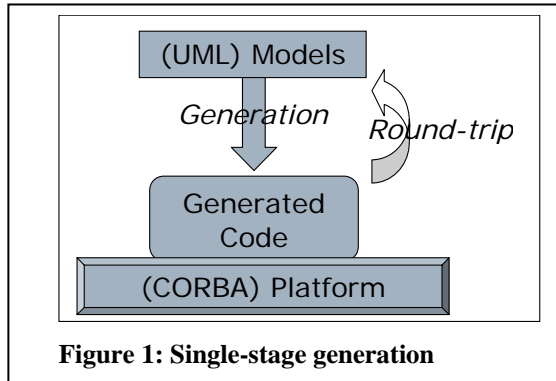 (UML) Models
Generation
Round-trip
Generated
Code
(CORBA) Platform
Figure 1: Single-stage generation